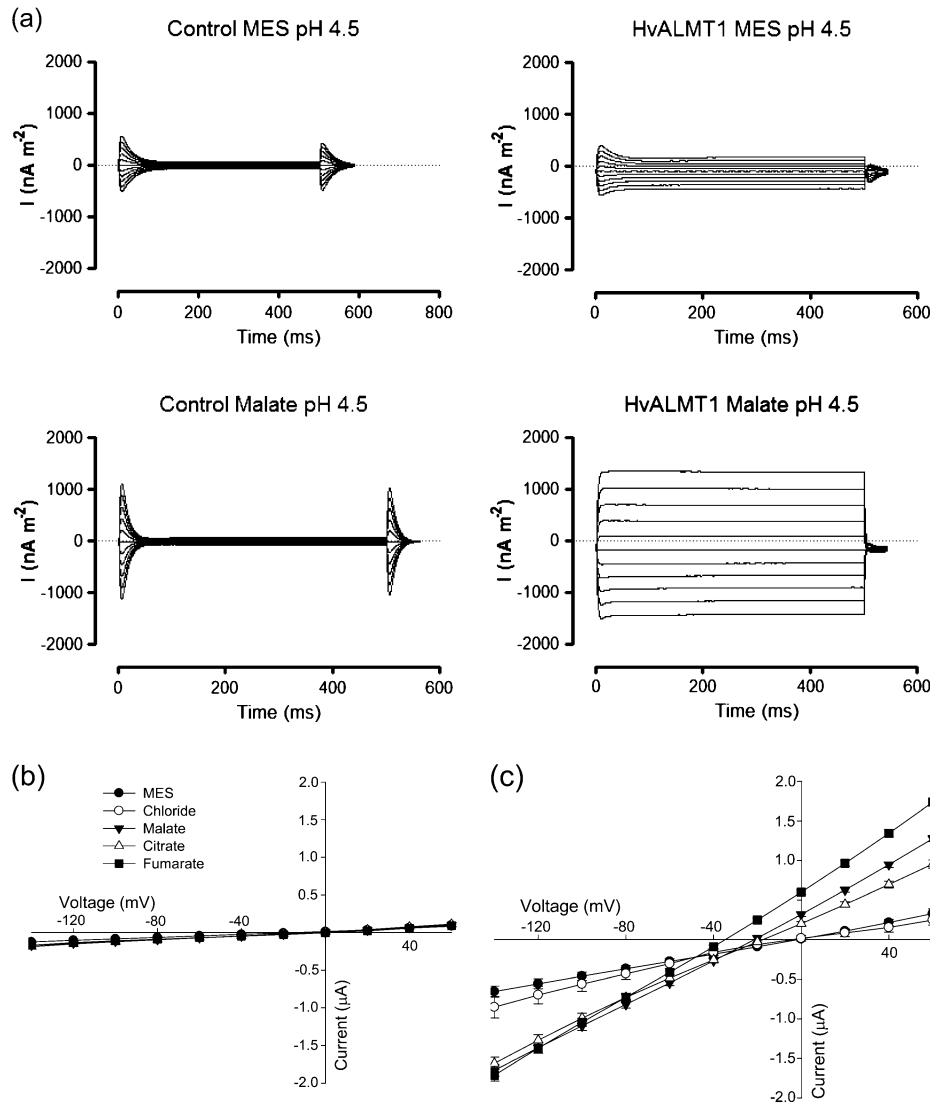 (a)
Control MES pH 4.5
HvALMT1 MES pH 4.5
I (nA m-2)
2000
1000
0
-1000
-2000
0 200 400 600 800
Time (ms)
I (nA m-2)
2000
1000
0
-1000
-2000
0 200 400 600
Time (ms)
Control Malate pH 4.5
HvALMT1 Malate pH 4.5
I (nA m-2)
2000
1000
0
-1000
-2000
0 200 400 600
Time (ms)
I (nA m-2)
2000
1000
0
-1000
-2000
0 200 400 600
Time (ms)
(b)
MES
Chloride
Malate
Citrate
Fumarate
Voltage (mV)
-120 -80 -40 40
2.0
1.5
1.0
0.5
-0.5
-1.0
-1.5
-2.0
Current (μA)
(c)
Voltage (mV)
-120 -80 -40 40
2.0
1.5
1.0
0.5
-0.5
-1.0
-1.5
-2.0
Current (μA)